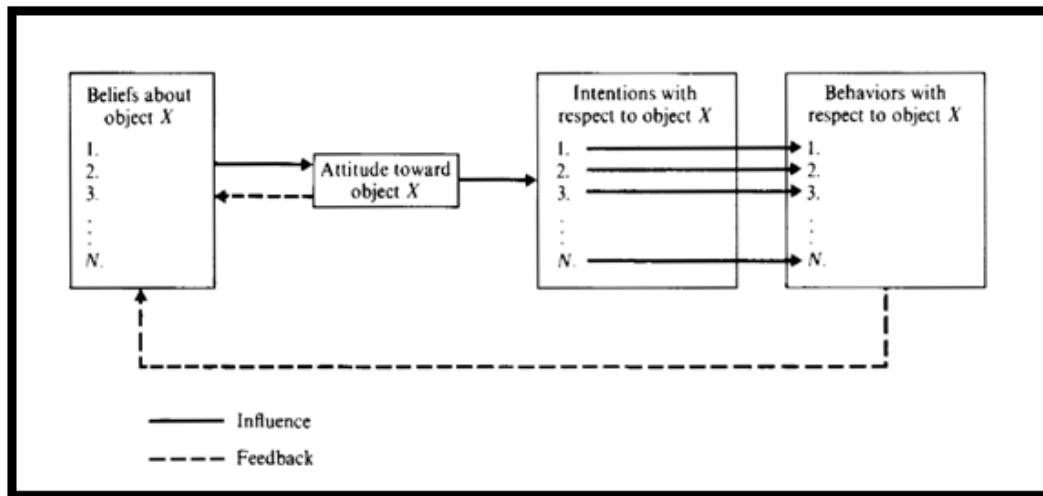 Beliefs about
object X
1.
2.
3.
.
.
.
N.
Attitude toward
object X
Intentions with
respect to object X
1.
2.
3.
.
.
.
N.
Behaviors with
respect to object X
1.
2.
3.
.
.
.
N.
Influence
Feedback